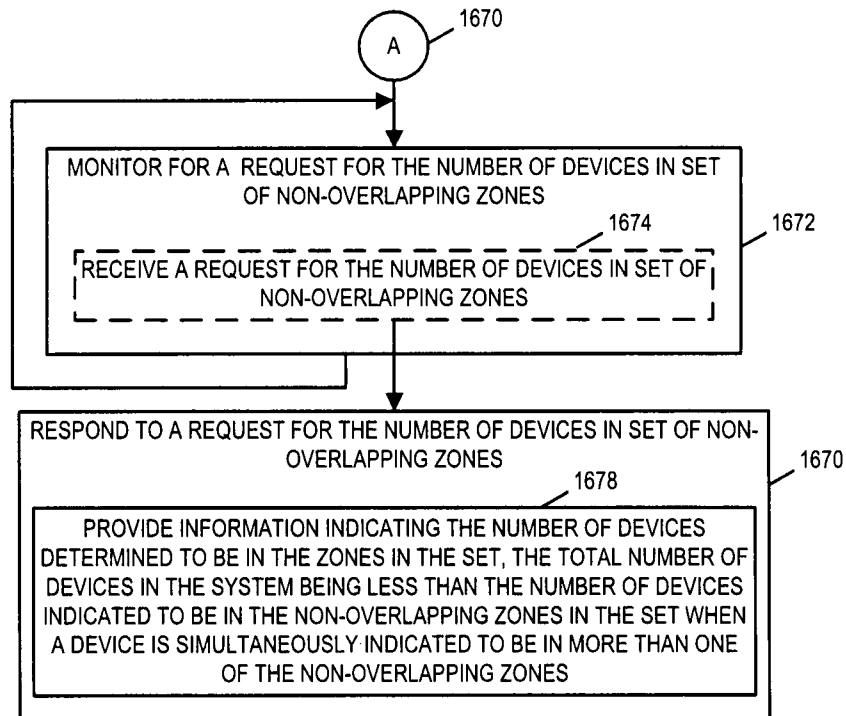 1670
A
MONITOR FOR A REQUEST FOR THE NUMBER OF DEVICES IN SET
OF NON-OVERLAPPING ZONES
1674
1672
RECEIVE A REQUEST FOR THE NUMBER OF DEVICES IN SET OF
NON-OVERLAPPING ZONES
RESPOND TO A REQUEST FOR THE NUMBER OF DEVICES IN SET OF NON-
OVERLAPPING ZONES
1670
1678
PROVIDE INFORMATION INDICATING THE NUMBER OF DEVICES
DETERMINED TO BE IN THE ZONES IN THE SET, THE TOTAL NUMBER OF
DEVICES IN THE SYSTEM BEING LESS THAN THE NUMBER OF DEVICES
INDICATED TO BE IN THE NON-OVERLAPPING ZONES IN THE SET WHEN
A DEVICE IS SIMULTANEOUSLY INDICATED TO BE IN MORE THAN ONE
OF THE NON-OVERLAPPING ZONES